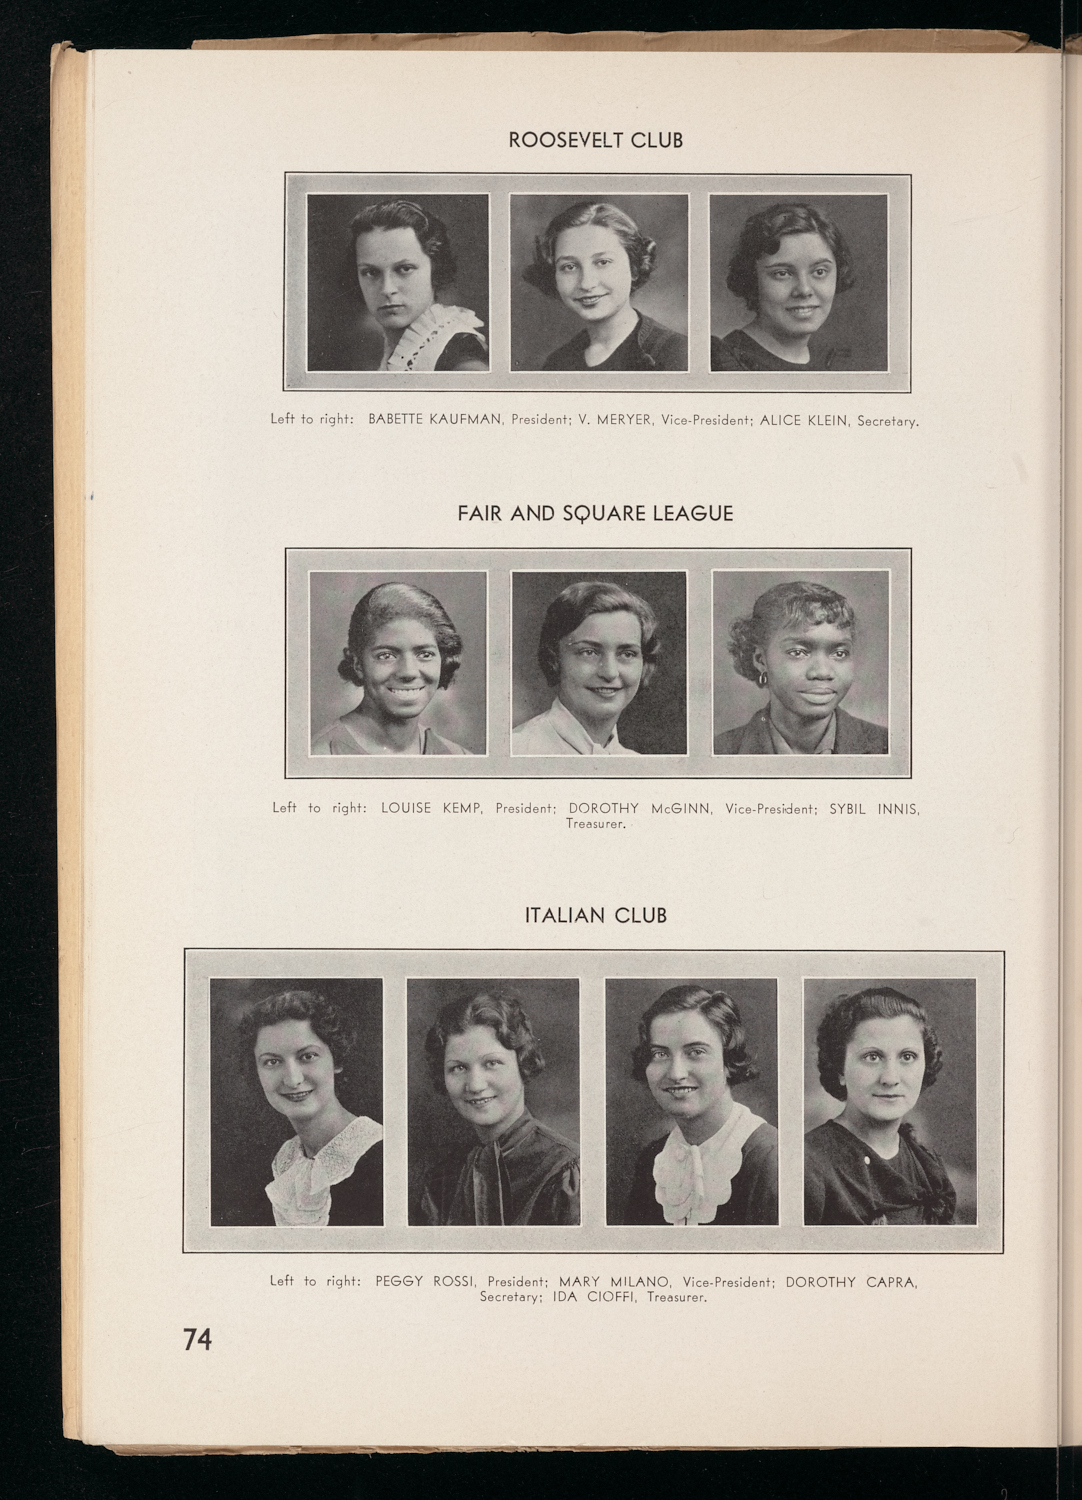 ROOSEVELT CLUB
Left to right: BABETTE KAUFMAN, President; V. MERYER, Vice-President; ALICE KLEIN, Secretary.
FAIR AND SQUARE LEAGUE
Left to right: LOUISE KEMP, President; DOROTHY McGINN, Vice-President; SYBIL INNIS,
Treasurer.
ITALIAN CLUB
Left to right: PEGGY ROSSI, President; MARY MILANO, Vice-President; DOROTHY CAPRA,
Secretary; IDA CIOFFI, Treasurer.
74